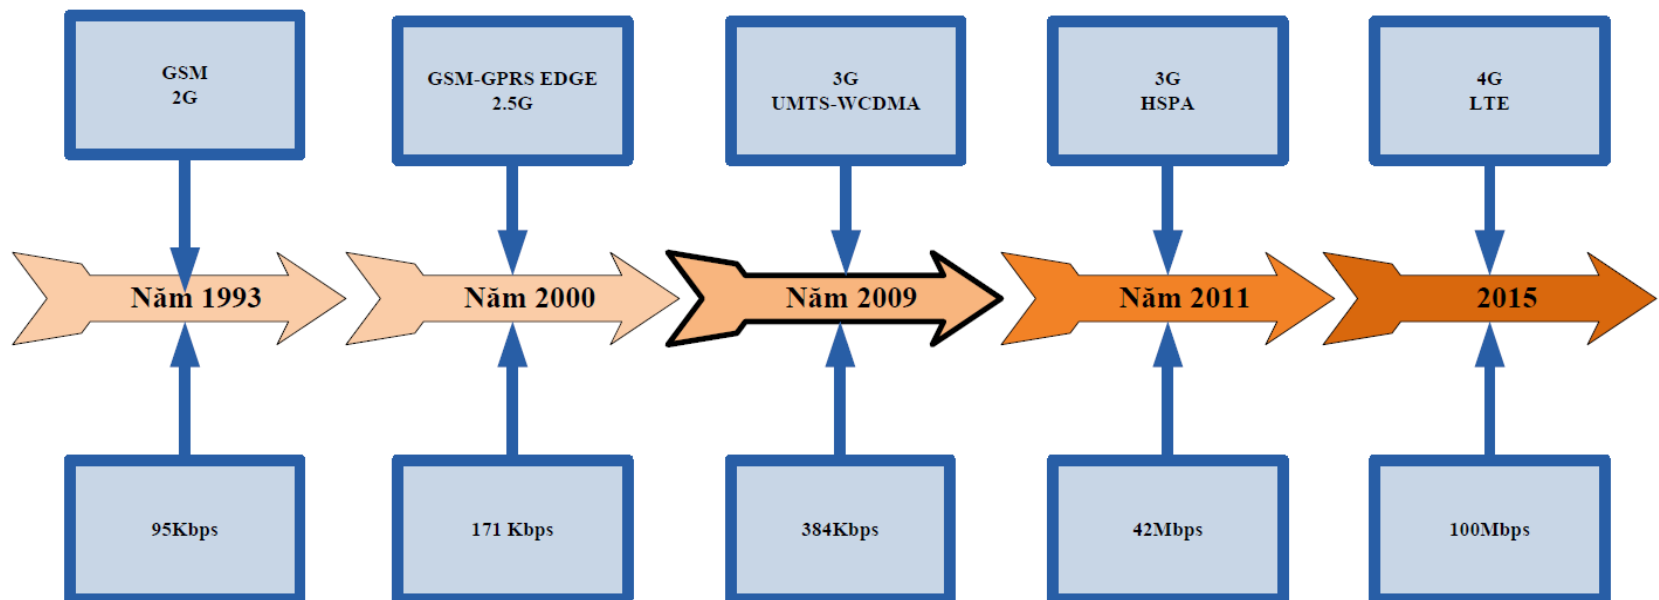 GSM
2G
GSM-GPRS EDGE
2.5G
3G
UMTS-WCDMA
3G
HSPA
4G
LTE
Năm 1993
Năm 2000
Năm 2009
Năm 2011
2015
95Kbps
171 Kbps
384Kbps
42Mbps
100Mbps